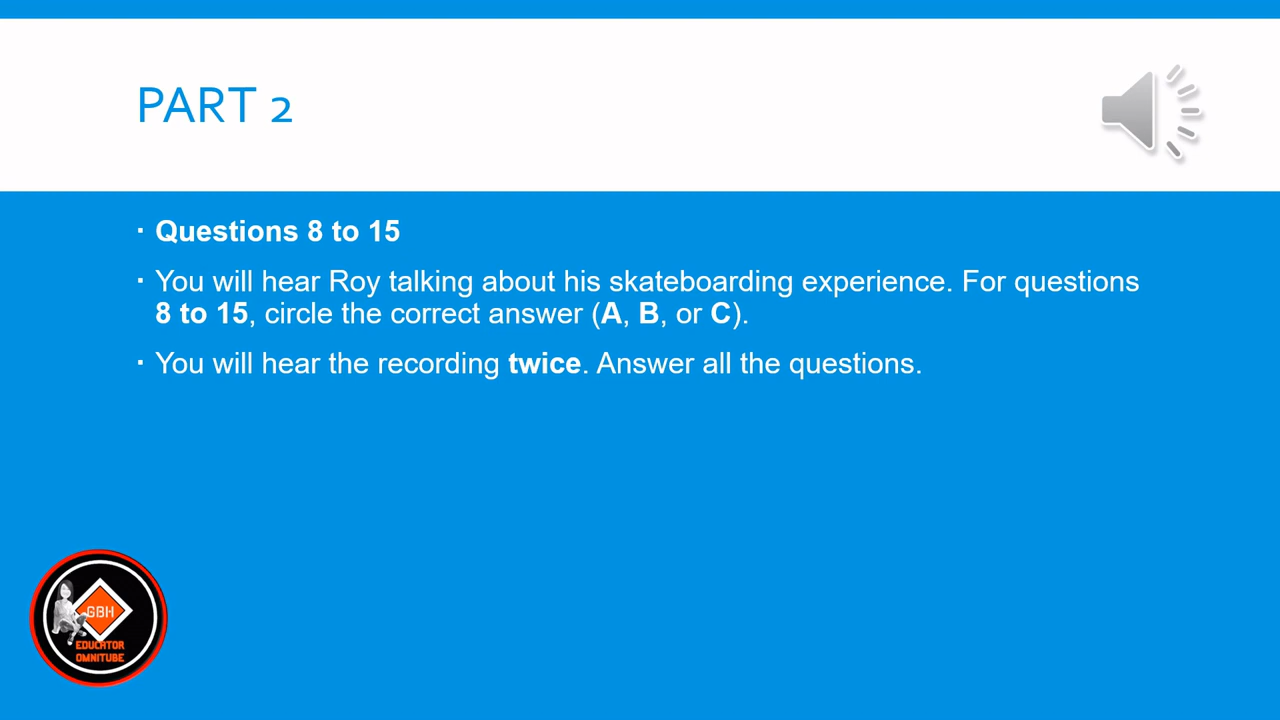 PART 2
Questions 8 to 15
You will hear Roy talking about his skateboarding experience. For questions
8 to 15, circle the correct answer (A, B, or C).
You will hear the recording twice. Answer all the questions.
GBH
EDUCATOR
OMNITUBE